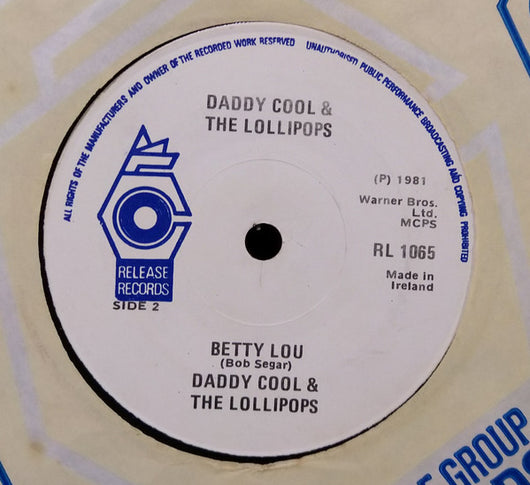 ALL RIGHTS OF THE MANUFACTURERS AND OWNER OF THE RECORDED WORK RESERVED UNAUTHORISED PUBLIC PERFORMANCE BROADCASTING AND COPYING PROHIBITED
DADDY COOL &
THE LOLLIPOPS
(P) 1981
Warner Bros.
Ltd.
MCPS
RL 1065
Made in
Ireland
RELEASE
RECORDS
SIDE 2
BETTY LOU
(Bob Segar)
DADDY COOL &
THE LOLLIPOPS
GROUP